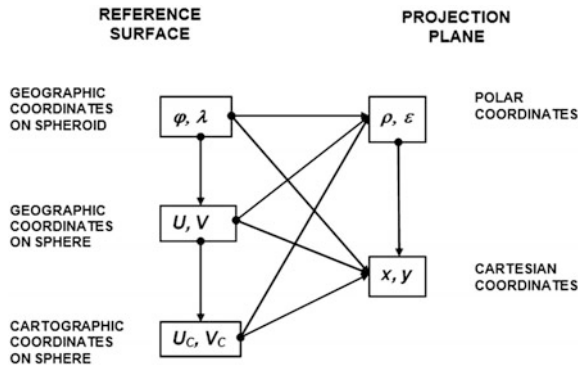 REFERENCE
SURFACE
PROJECTION
PLANE
GEOGRAPHIC
COORDINATES
ON SPHEROID
φ, λ
ρ, ε
POLAR
COORDINATES
GEOGRAPHIC
COORDINATES
ON SPHERE
U, V
x, y
CARTESIAN
COORDINATES
CARTOGRAPHIC
COORDINATES
ON SPHERE
UC, VC